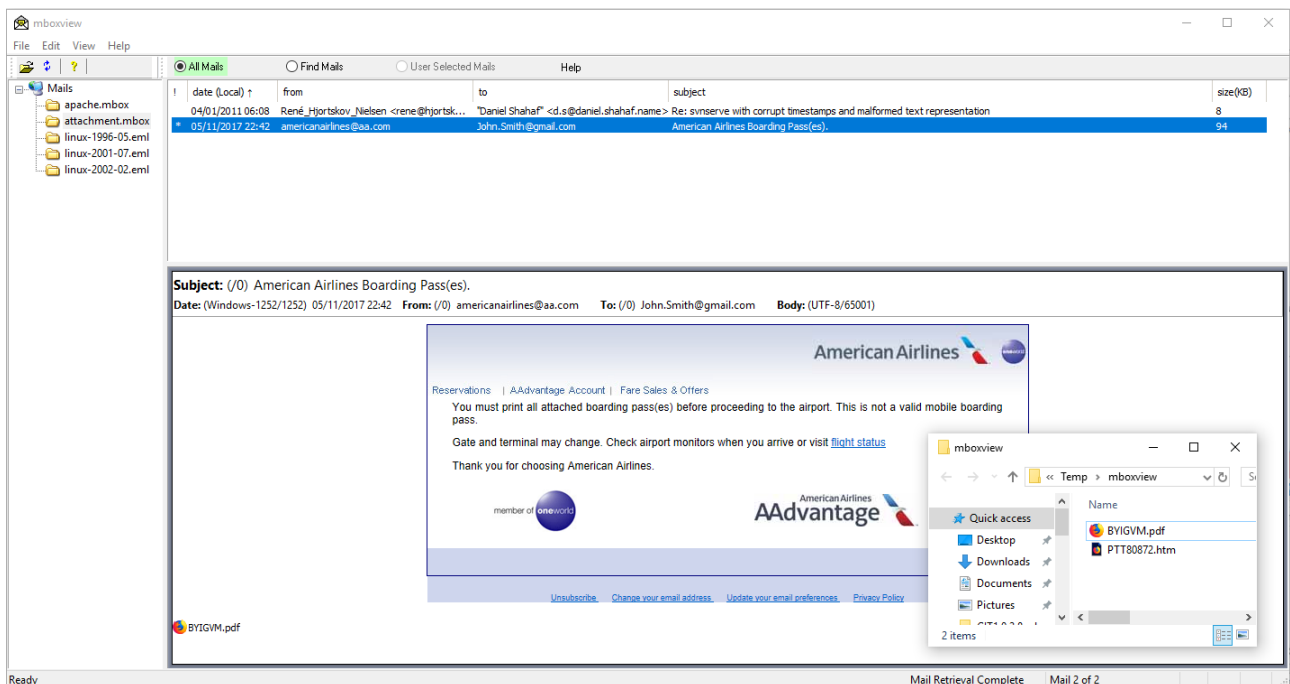 mboxview
File Edit View Help
All Mails Find Mails User Selected Mails Help
Mails
apache.mbox
attachment.mbox
linux-1996-05.eml
linux-2001-07.eml
linux-2002-02.eml
! date (Local) ↑ from to subject size(KB)
04/01/2011 06:08 René_Hjortskov_Nielsen <rene@hjortsk... "Daniel Shahaf" <d.s@daniel.shahaf.name> Re: svnserve with corrupt timestamps and malformed text representation 8
* 05/11/2017 22:42 americanairlines@aa.com John.Smith@gmail.com American Airlines Boarding Pass(es). 94
Subject: (/0) American Airlines Boarding Pass(es).
Date: (Windows-1252/1252) 05/11/2017 22:42 From: (/0) americanairlines@aa.com To: (/0) John.Smith@gmail.com Body: (UTF-8/65001)
American Airlines oneworld
Reservations | AAdvantage Account | Fare Sales & Offers
You must print all attached boarding pass(es) before proceeding to the airport. This is not a valid mobile boarding
pass.
Gate and terminal may change. Check airport monitors when you arrive or visit flight status
Thank you for choosing American Airlines.
member of oneworld
American Airlines
AAdvantage
Unsubscribe Change your email address Update your email preferences Privacy Policy
BYIGVM.pdf
mboxview
« Temp > mboxview
Name
Quick access
Desktop
Downloads
Documents
Pictures
BYIGVM.pdf
PTT80872.htm
2 items
Ready Mail Retrieval Complete Mail 2 of 2